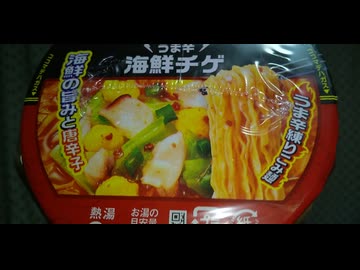 うま辛
海鮮チゲ
海鮮の旨みと唐辛子
うま辛練りこみ麺
熱湯
お湯の
目安量